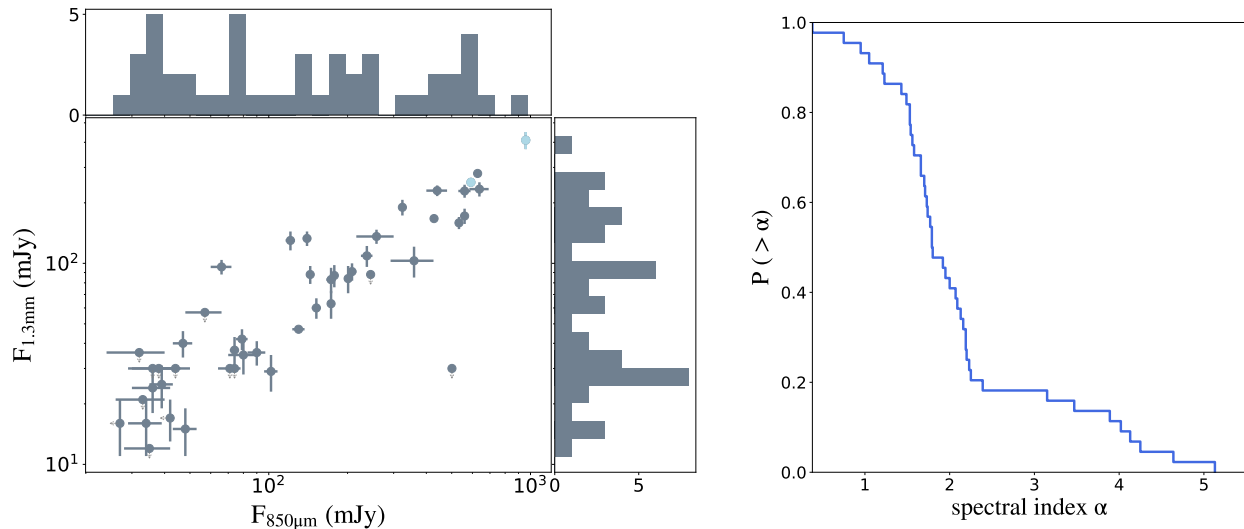 5
0
10²
10¹
F₁.₃ₘₘ (mJy)
10² 10³
F₈₅₀μₘ (mJy)
0 5
1.0
0.8
0.6
0.4
0.2
0.0
P ( > α)
1 2 3 4 5
spectral index α